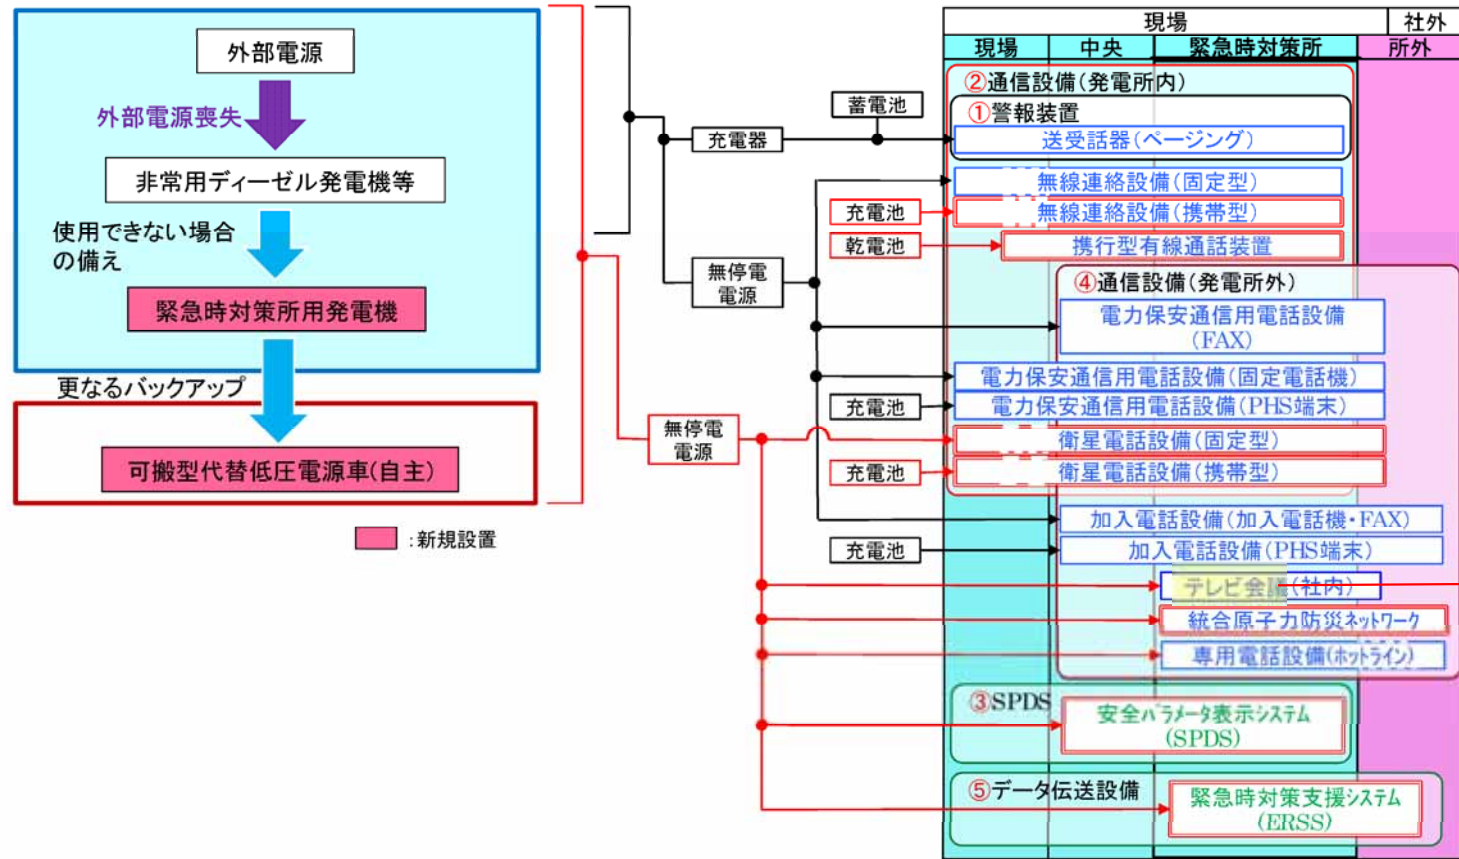 外部電源
外部電源喪失
非常用ディーゼル発電機等
使用できない場合
の備え
緊急時対策所用発電機
更なるバックアップ
可搬型代替低圧電源車(自主)
:新規設置
充電器
蓄電池
無停電
電源
充電池
乾電池
充電池
無停電
電源
充電池
充電池
現場
社外
現場
中央
緊急時対策所
所外
②通信設備(発電所内)
①警報装置
送受話器(ページング)
無線連絡設備(固定型)
無線連絡設備(携帯型)
携行型有線通話装置
④通信設備(発電所外)
電力保安通信用電話設備
(FAX)
電力保安通信用電話設備(固定電話機)
電力保安通信用電話設備(PHS端末)
衛星電話設備(固定型)
衛星電話設備(携帯型)
加入電話設備(加入電話機・FAX)
加入電話設備(PHS端末)
テレビ会議(社内)
統合原子力防災ネットワーク
専用電話設備(ホットライン)
③SPDS
安全パラメータ表示システム
(SPDS)
⑤データ伝送設備
緊急時対策支援システム
(ERSS)